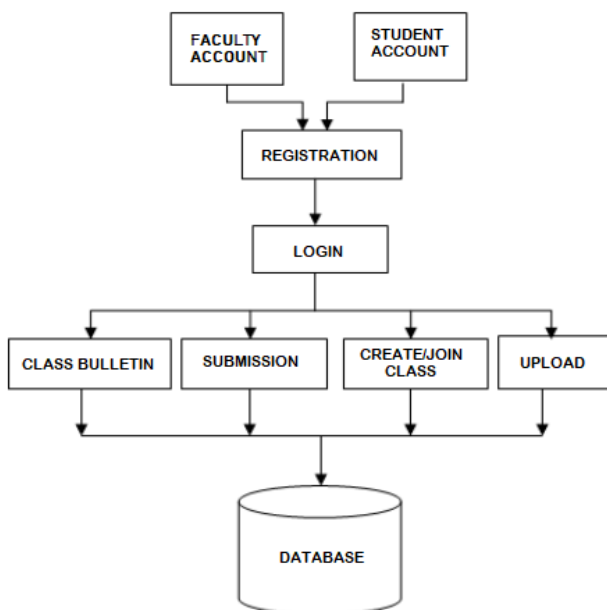 FACULTY
ACCOUNT
STUDENT
ACCOUNT
REGISTRATION
LOGIN
CLASS BULLETIN
SUBMISSION
CREATE/JOIN
CLASS
UPLOAD
DATABASE